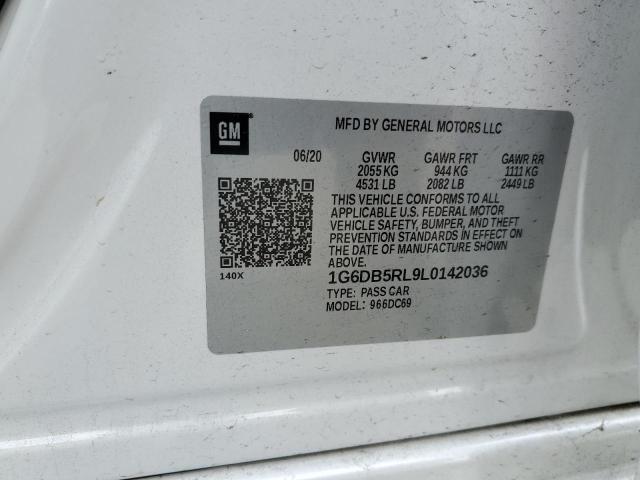 GM
MFD BY GENERAL MOTORS LLC
06/20 GVWR GAWR FRT GAWR RR
2055 KG 944 KG 1111 KG
4531 LB 2082 LB 2449 LB
THIS VEHICLE CONFORMS TO ALL
APPLICABLE U.S. FEDERAL MOTOR
VEHICLE SAFETY, BUMPER, AND THEFT
PREVENTION STANDARDS IN EFFECT ON
THE DATE OF MANUFACTURE SHOWN
ABOVE.
140X
1G6DB5RL9L0142036
TYPE: PASS CAR
MODEL: 966DC69